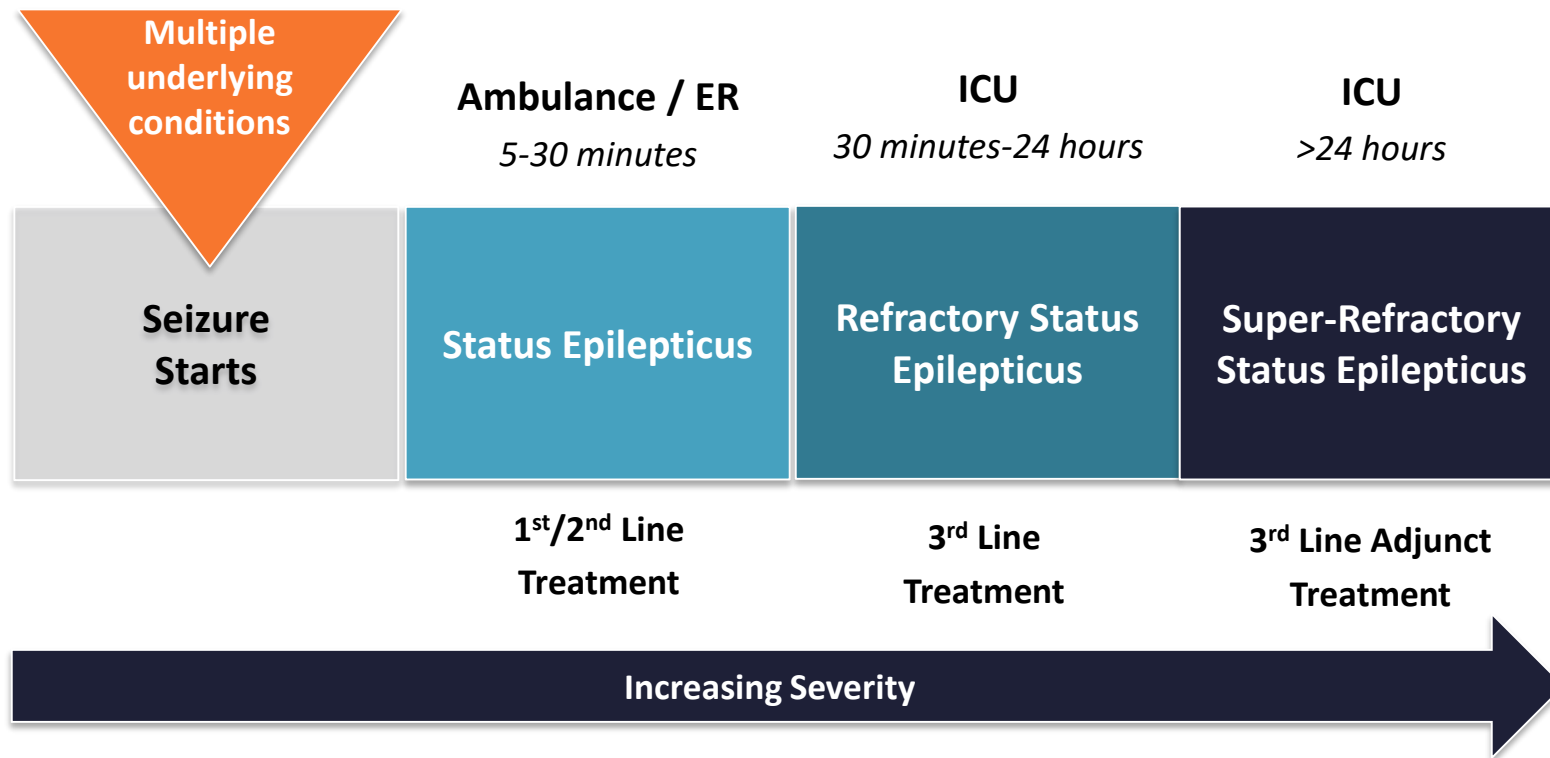 Multiple
underlying
conditions
Ambulance / ER
5-30 minutes
ICU
30 minutes-24 hours
ICU
>24 hours
Seizure
Starts
Status Epilepticus
Refractory Status
Epilepticus
Super-Refractory
Status Epilepticus
1st/2nd Line
Treatment
3rd Line
Treatment
3rd Line Adjunct
Treatment
Increasing Severity